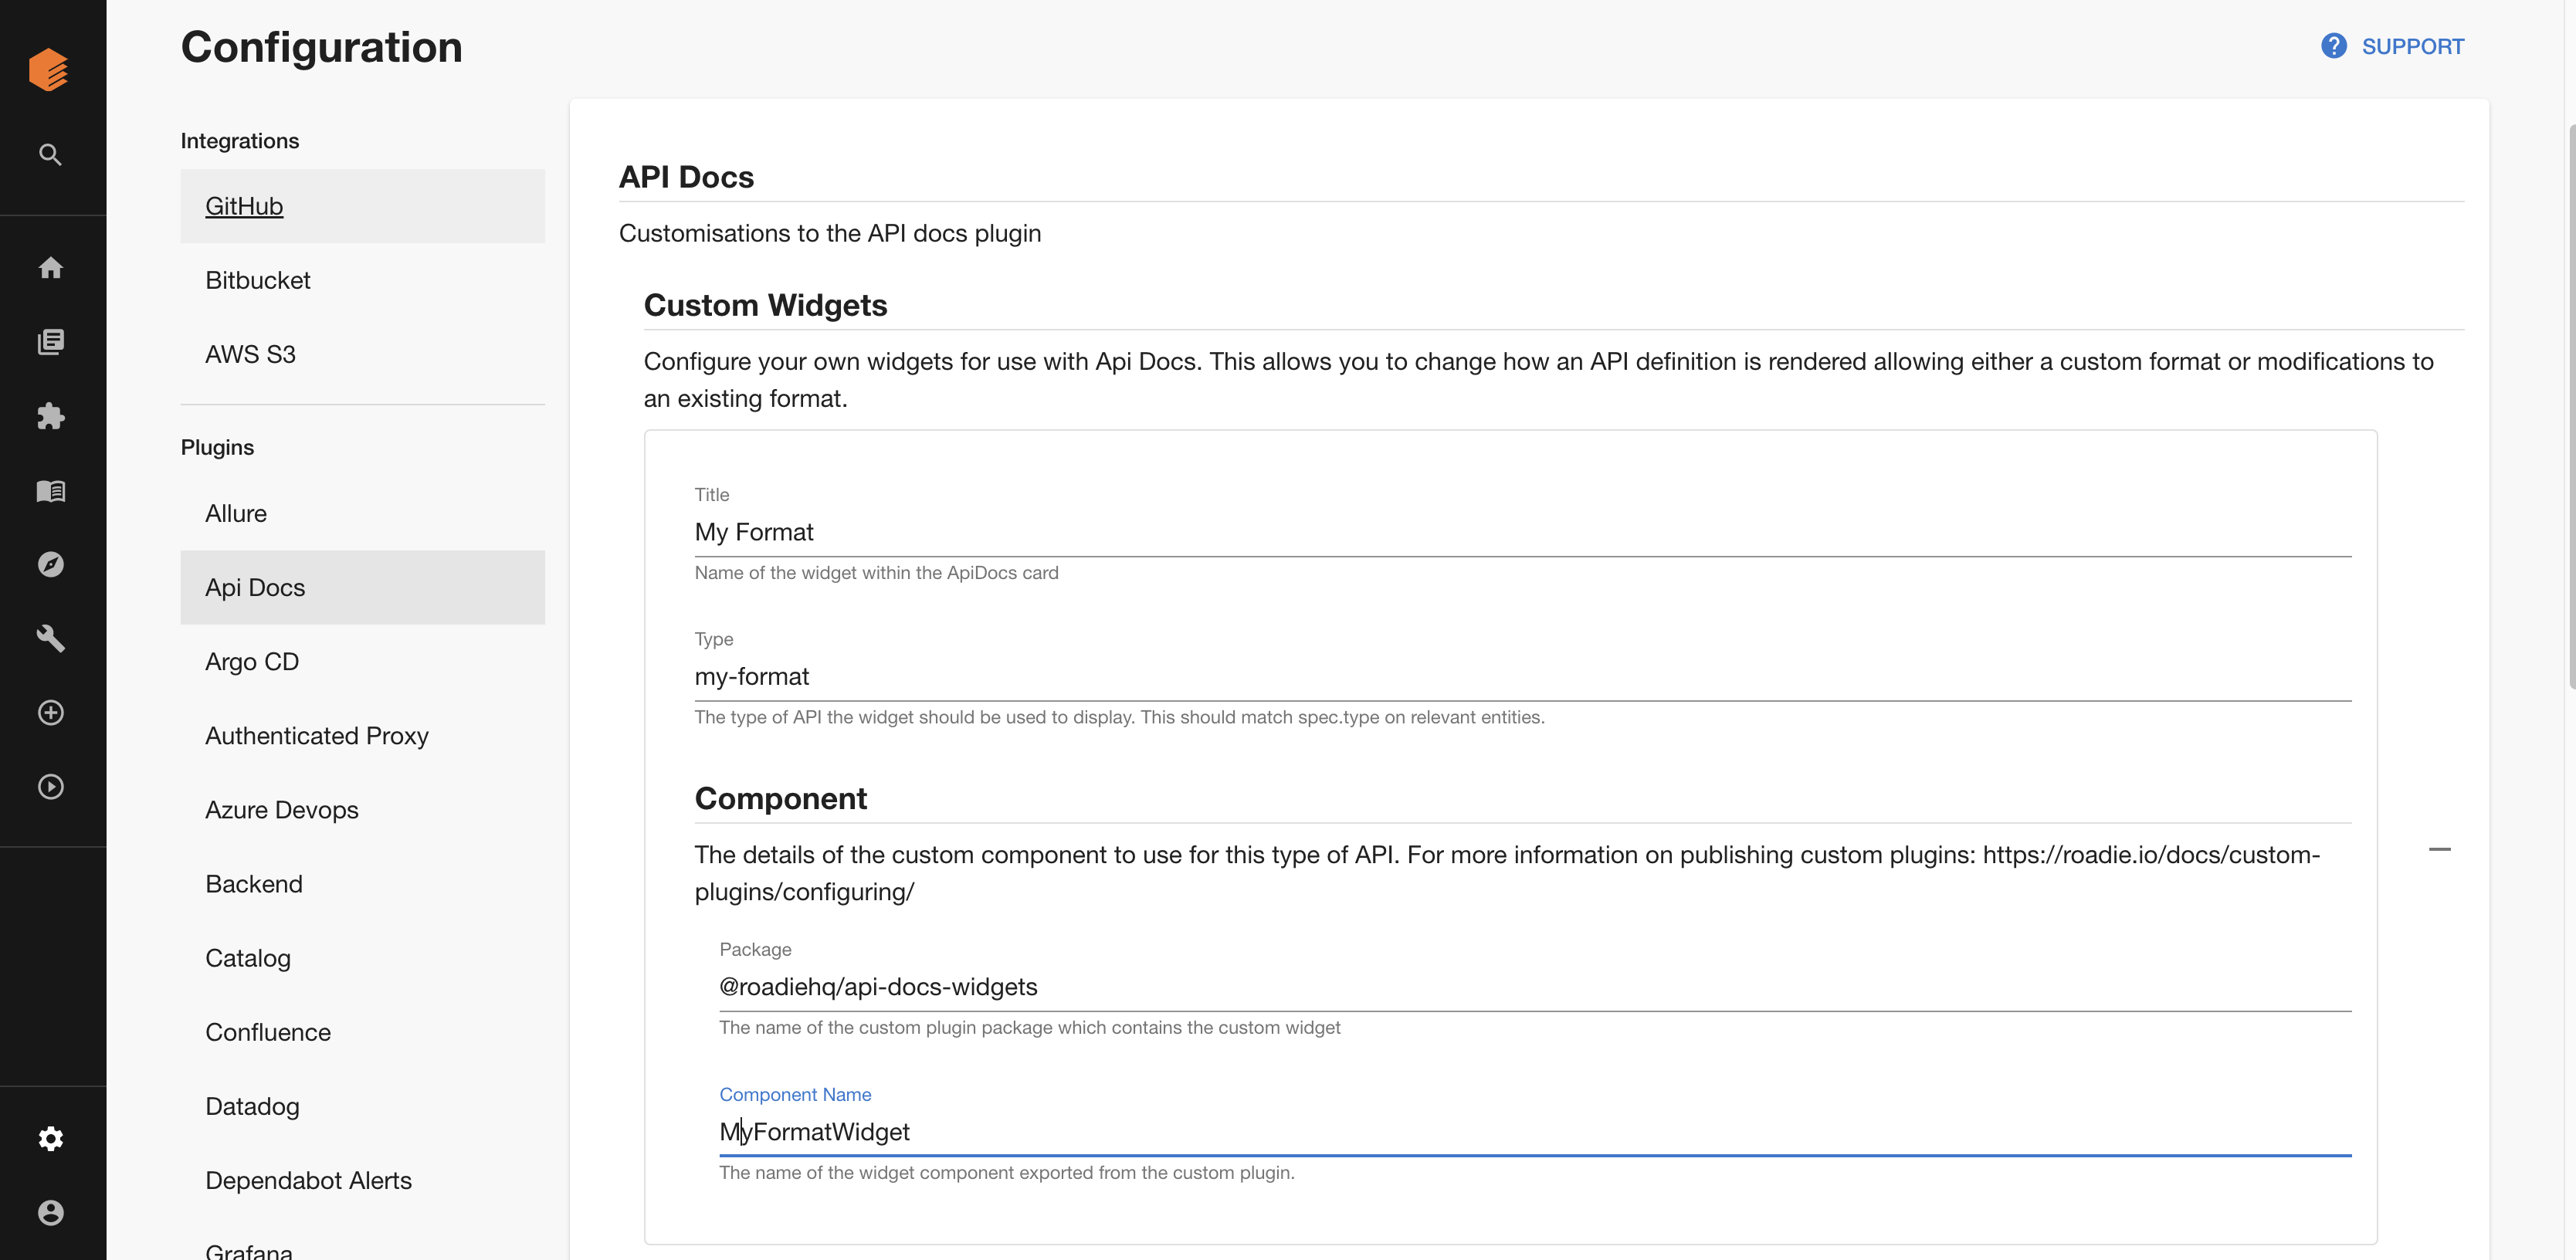 Configuration
SUPPORT
Integrations
GitHub
Bitbucket
AWS S3
Plugins
Allure
Api Docs
Argo CD
Authenticated Proxy
Azure Devops
Backend
Catalog
Confluence
Datadog
Dependabot Alerts
Grafana
API Docs
Customisations to the API docs plugin
Custom Widgets
Configure your own widgets for use with Api Docs. This allows you to change how an API definition is rendered allowing either a custom format or modifications to
an existing format.
Title
My Format
Name of the widget within the ApiDocs card
Type
my-format
The type of API the widget should be used to display. This should match spec.type on relevant entities.
Component
The details of the custom component to use for this type of API. For more information on publishing custom plugins: https://roadie.io/docs/custom-
plugins/configuring/
Package
@roadiehq/api-docs-widgets
The name of the custom plugin package which contains the custom widget
Component Name
MyFormatWidget
The name of the widget component exported from the custom plugin.